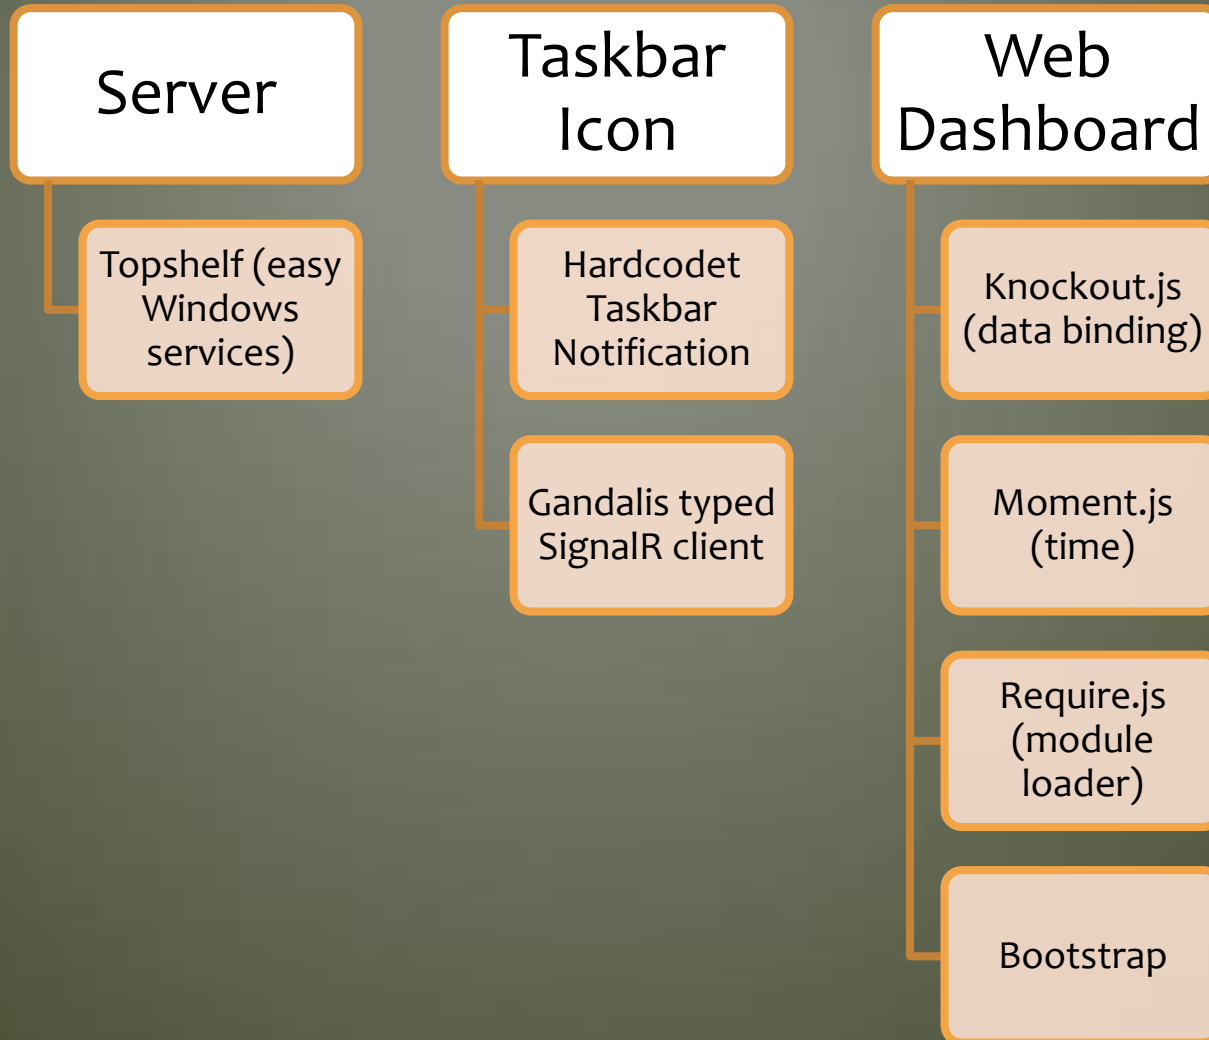 Server
Topshelf (easy
Windows
services)
Taskbar
Icon
Hardcodet
Taskbar
Notification
Gandalis typed
SignalR client
Web
Dashboard
Knockout.js
(data binding)
Moment.js
(time)
Require.js
(module
loader)
Bootstrap